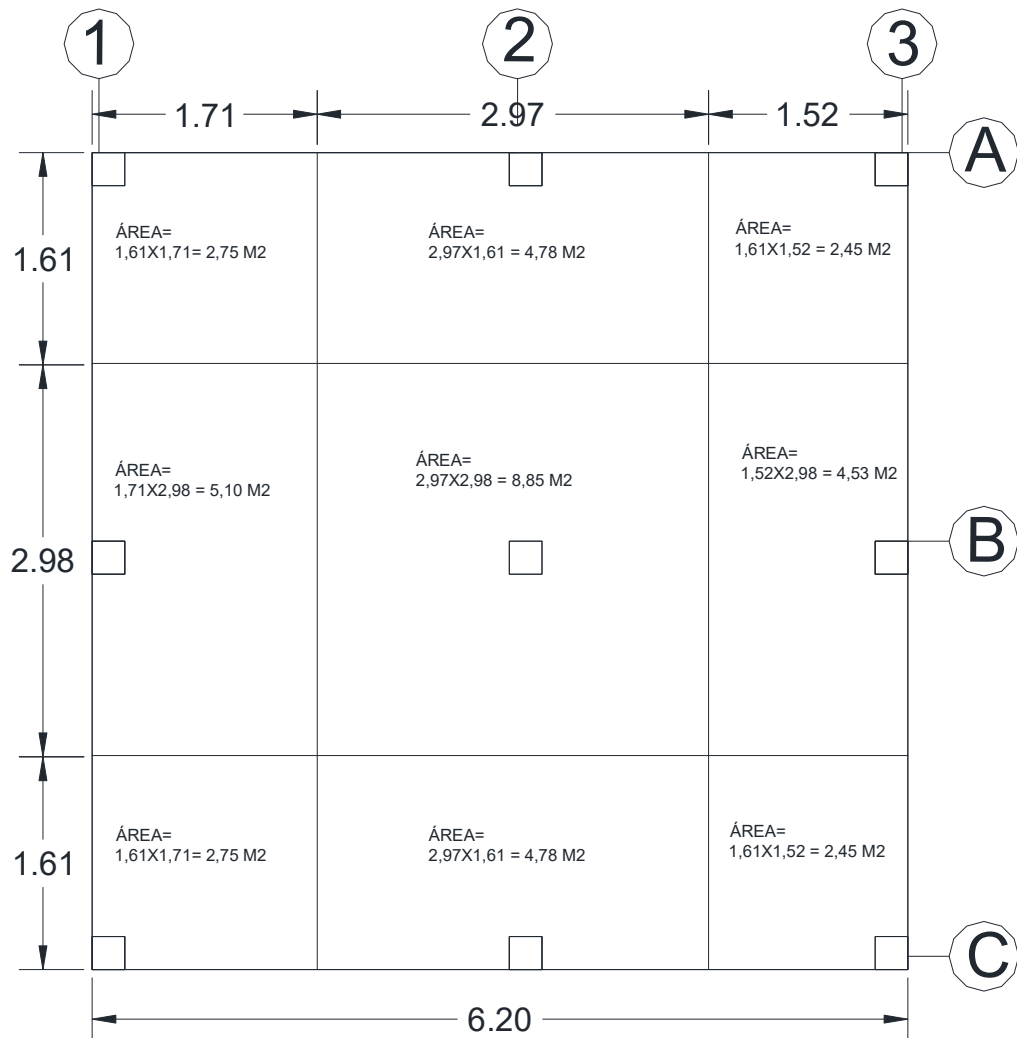 1
2
3
1.71
2.97
1.52
A
1.61
ÁREA=
1,61X1,71= 2,75 M2
ÁREA=
2,97X1,61 = 4,78 M2
ÁREA=
1,61X1,52 = 2,45 M2
2.98
ÁREA=
1,71X2,98 = 5,10 M2
ÁREA=
2,97X2,98 = 8,85 M2
ÁREA=
1,52X2,98 = 4,53 M2
B
1.61
ÁREA=
1,61X1,71= 2,75 M2
ÁREA=
2,97X1,61 = 4,78 M2
ÁREA=
1,61X1,52 = 2,45 M2
C
6.20